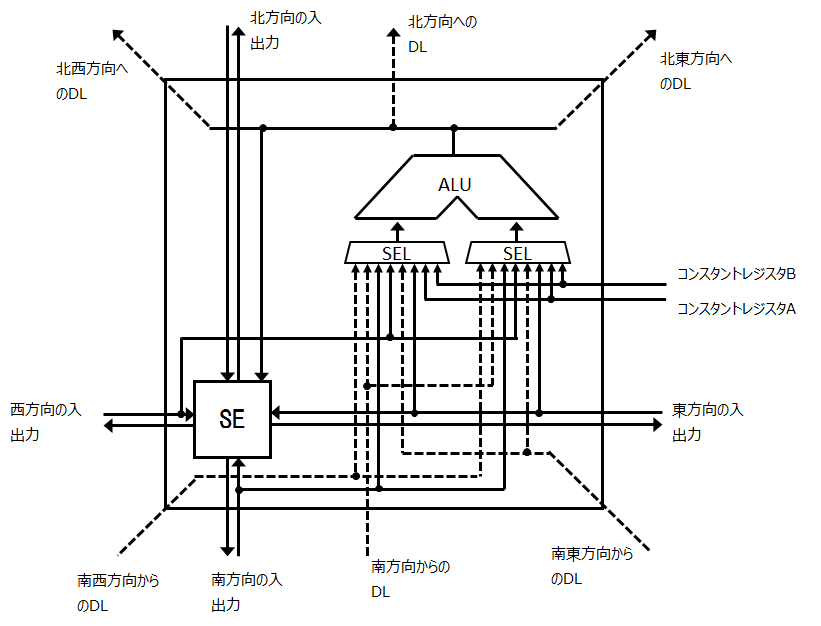 北方向の入
出力
北方向への
DL
北西方向へ
のDL
北東方向へ
のDL
ALU
SEL
SEL
コンスタントレジスタB
コンスタントレジスタA
西方向の入
出力
SE
東方向の入
出力
南西方向から
のDL
南方向の入
出力
南方向からの
DL
南東方向から
のDL